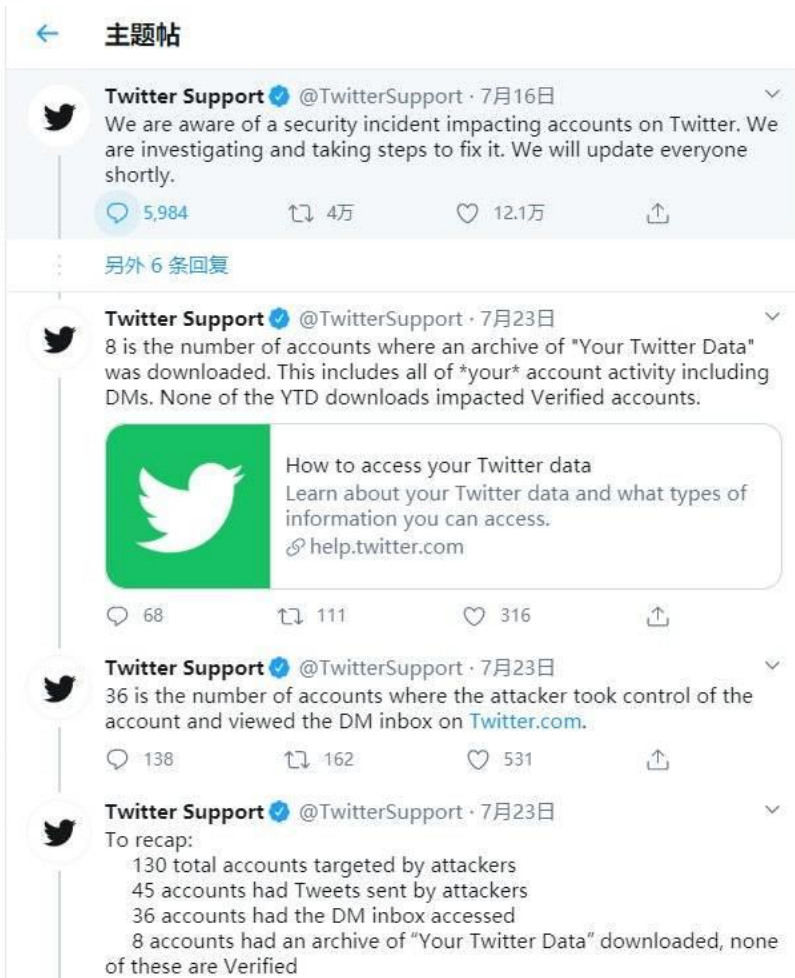 主题帖
Twitter Support @TwitterSupport · 7月16日
We are aware of a security incident impacting accounts on Twitter. We
are investigating and taking steps to fix it. We will update everyone
shortly.
5,984 4万 12.1万
另外 6 条回复
Twitter Support @TwitterSupport · 7月23日
8 is the number of accounts where an archive of "Your Twitter Data"
was downloaded. This includes all of *your* account activity including
DMs. None of the YTD downloads impacted Verified accounts.
How to access your Twitter data
Learn about your Twitter data and what types of
information you can access.
help.twitter.com
68 111 316
Twitter Support @TwitterSupport · 7月23日
36 is the number of accounts where the attacker took control of the
account and viewed the DM inbox on Twitter.com.
138 162 531
Twitter Support @TwitterSupport · 7月23日
To recap:
130 total accounts targeted by attackers
45 accounts had Tweets sent by attackers
36 accounts had the DM inbox accessed
8 accounts had an archive of “Your Twitter Data” downloaded, none
of these are Verified